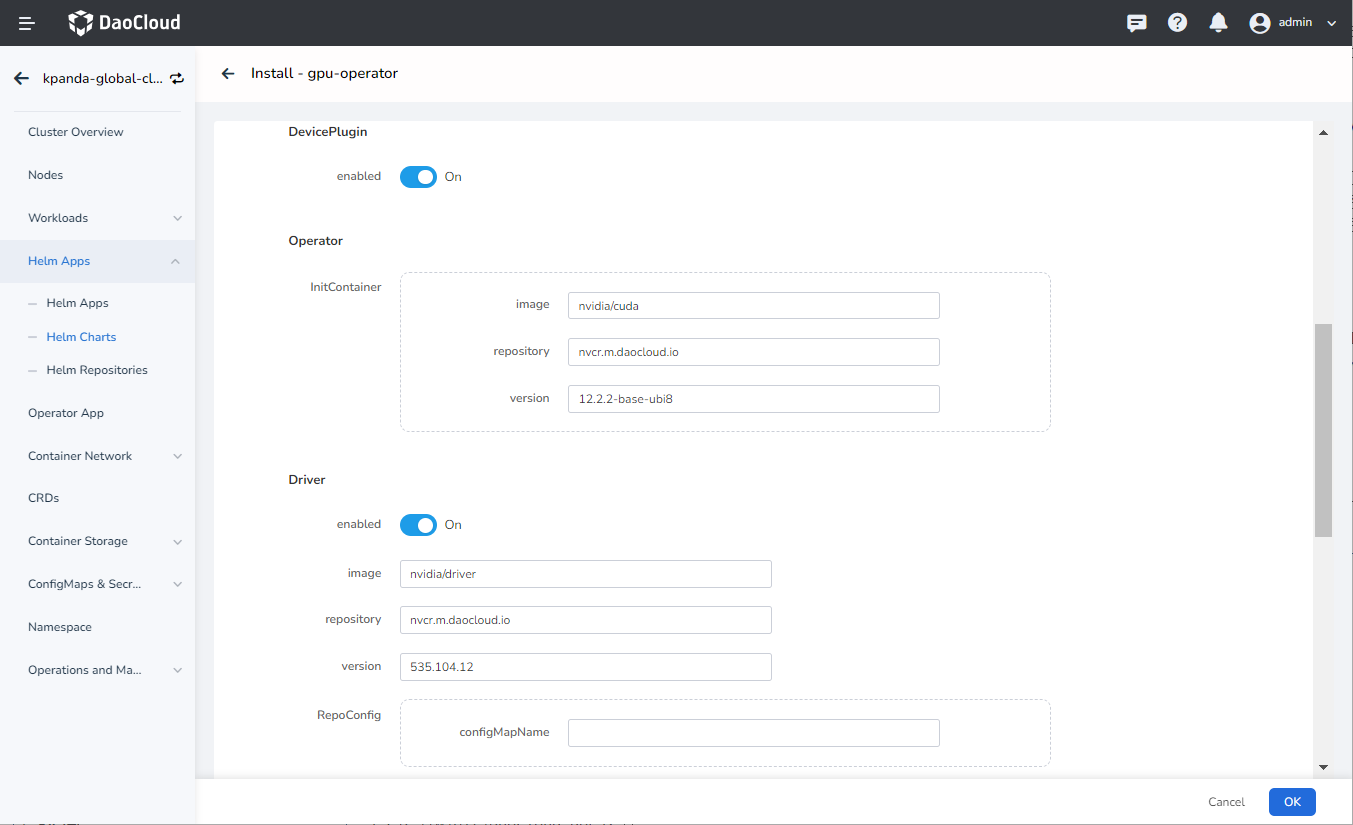 DaoCloud
admin
kpanda-global-cl...
Install - gpu-operator
Cluster Overview
Nodes
Workloads
Helm Apps
Helm Apps
Helm Charts
Helm Repositories
Operator App
Container Network
CRDs
Container Storage
ConfigMaps & Secr...
Namespace
Operations and Ma...
DevicePlugin
enabled On
Operator
InitContainer
image nvidia/cuda
repository nvcr.m.daocloud.io
version 12.2.2-base-ubi8
Driver
enabled On
image nvidia/driver
repository nvcr.m.daocloud.io
version 535.104.12
RepoConfig
configMapName
Cancel OK